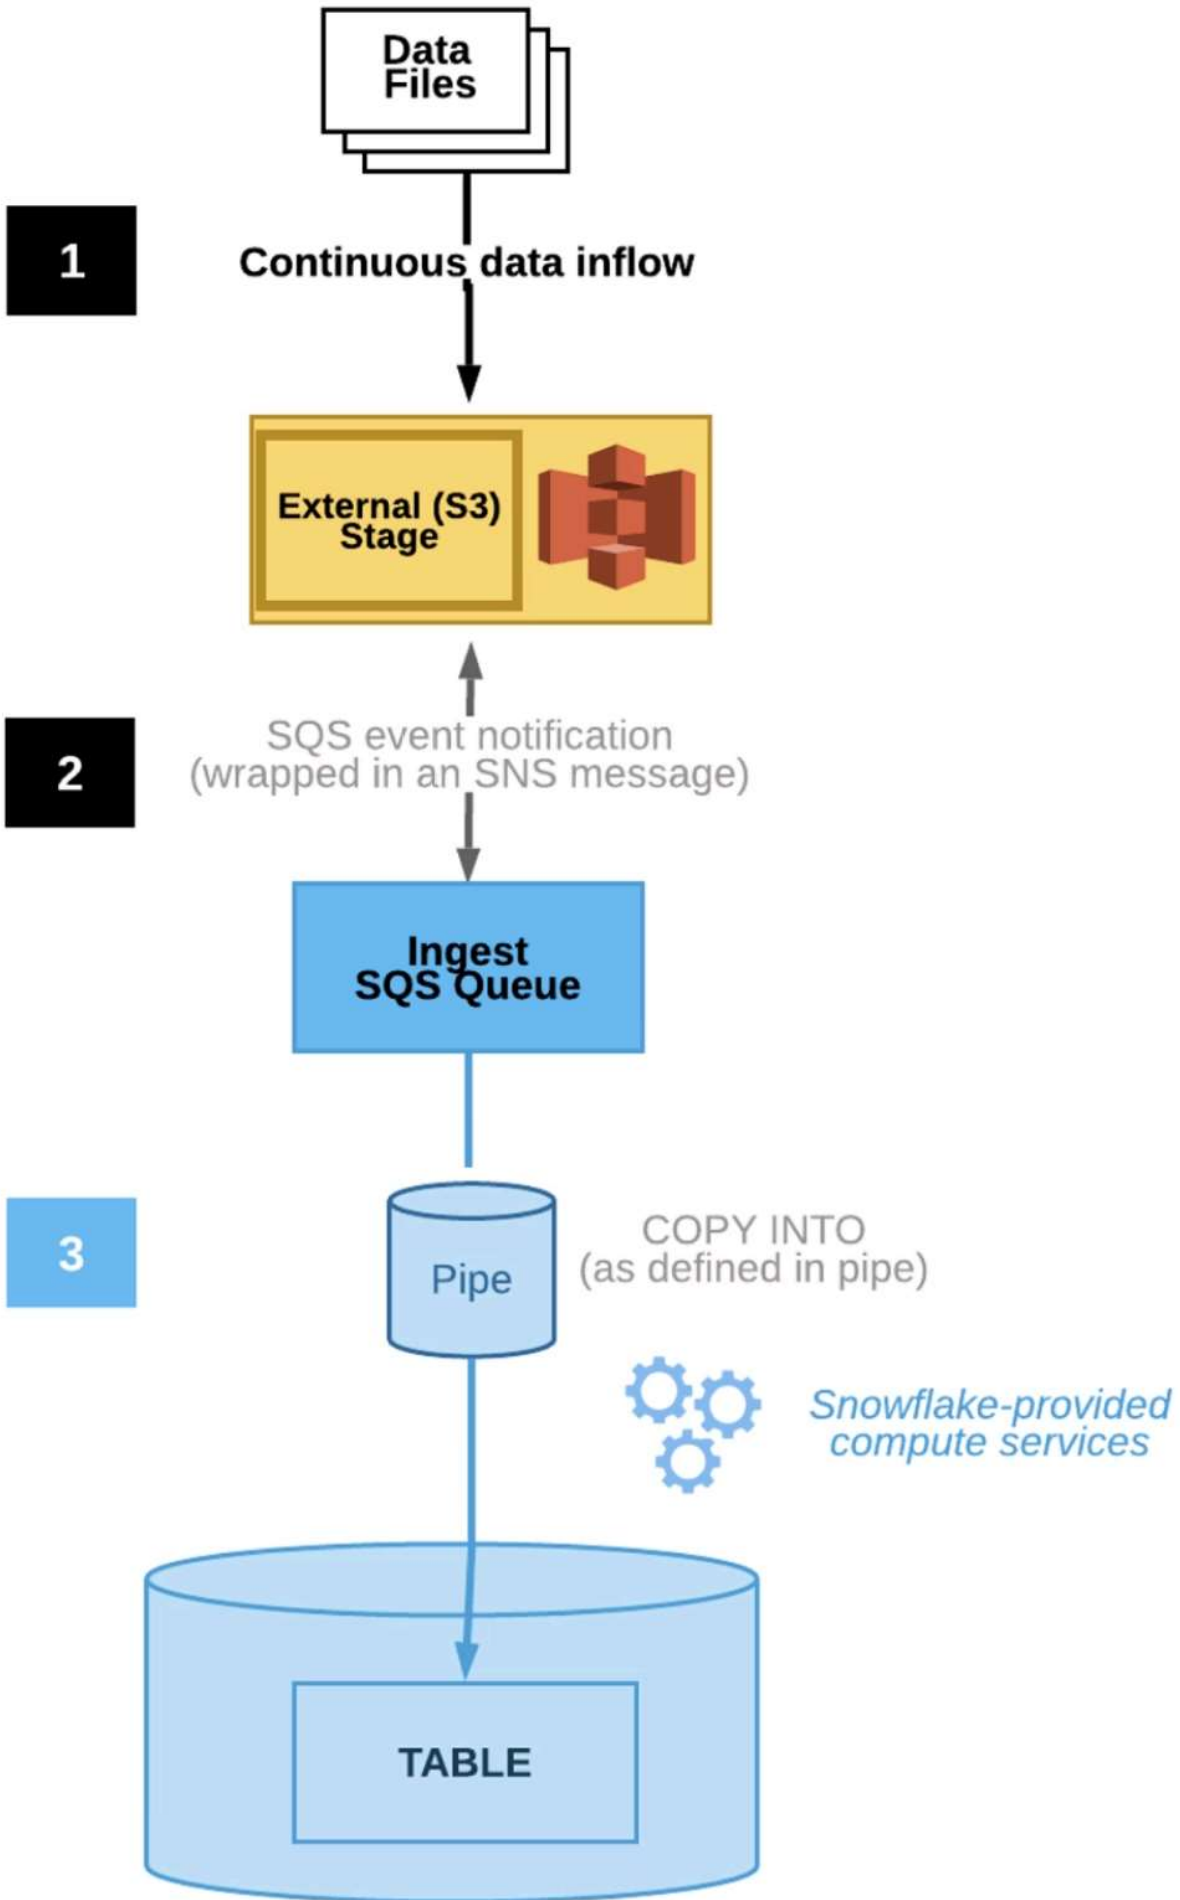 Data
Files
1
Continuous data inflow
External (S3)
Stage
2
SQS event notification
(wrapped in an SNS message)
Ingest
SQS Queue
3
Pipe
COPY INTO
(as defined in pipe)
Snowflake-provided
compute services
TABLE